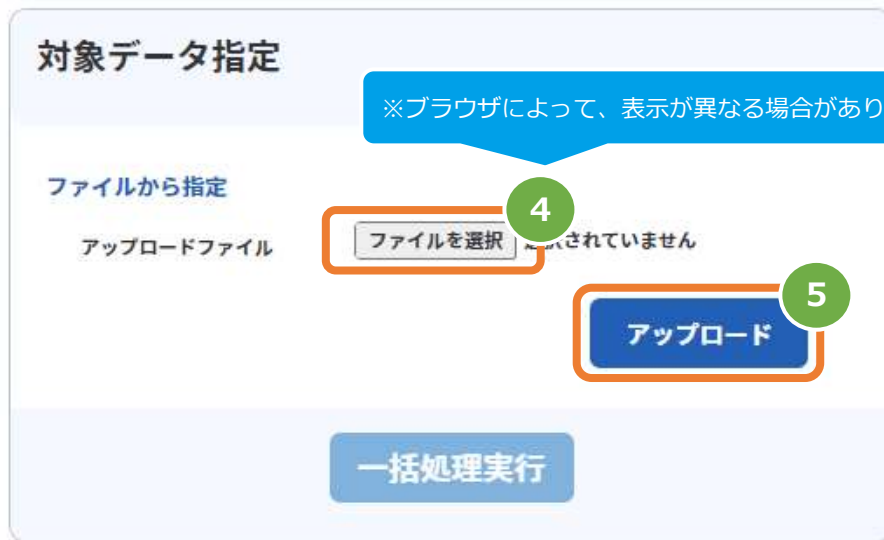 対象データ指定
※ブラウザによって、表示が異なる場合があり
ファイルから指定
4
アップロードファイル
ファイルを選択 択されていません
5
アップロード
一括処理実行